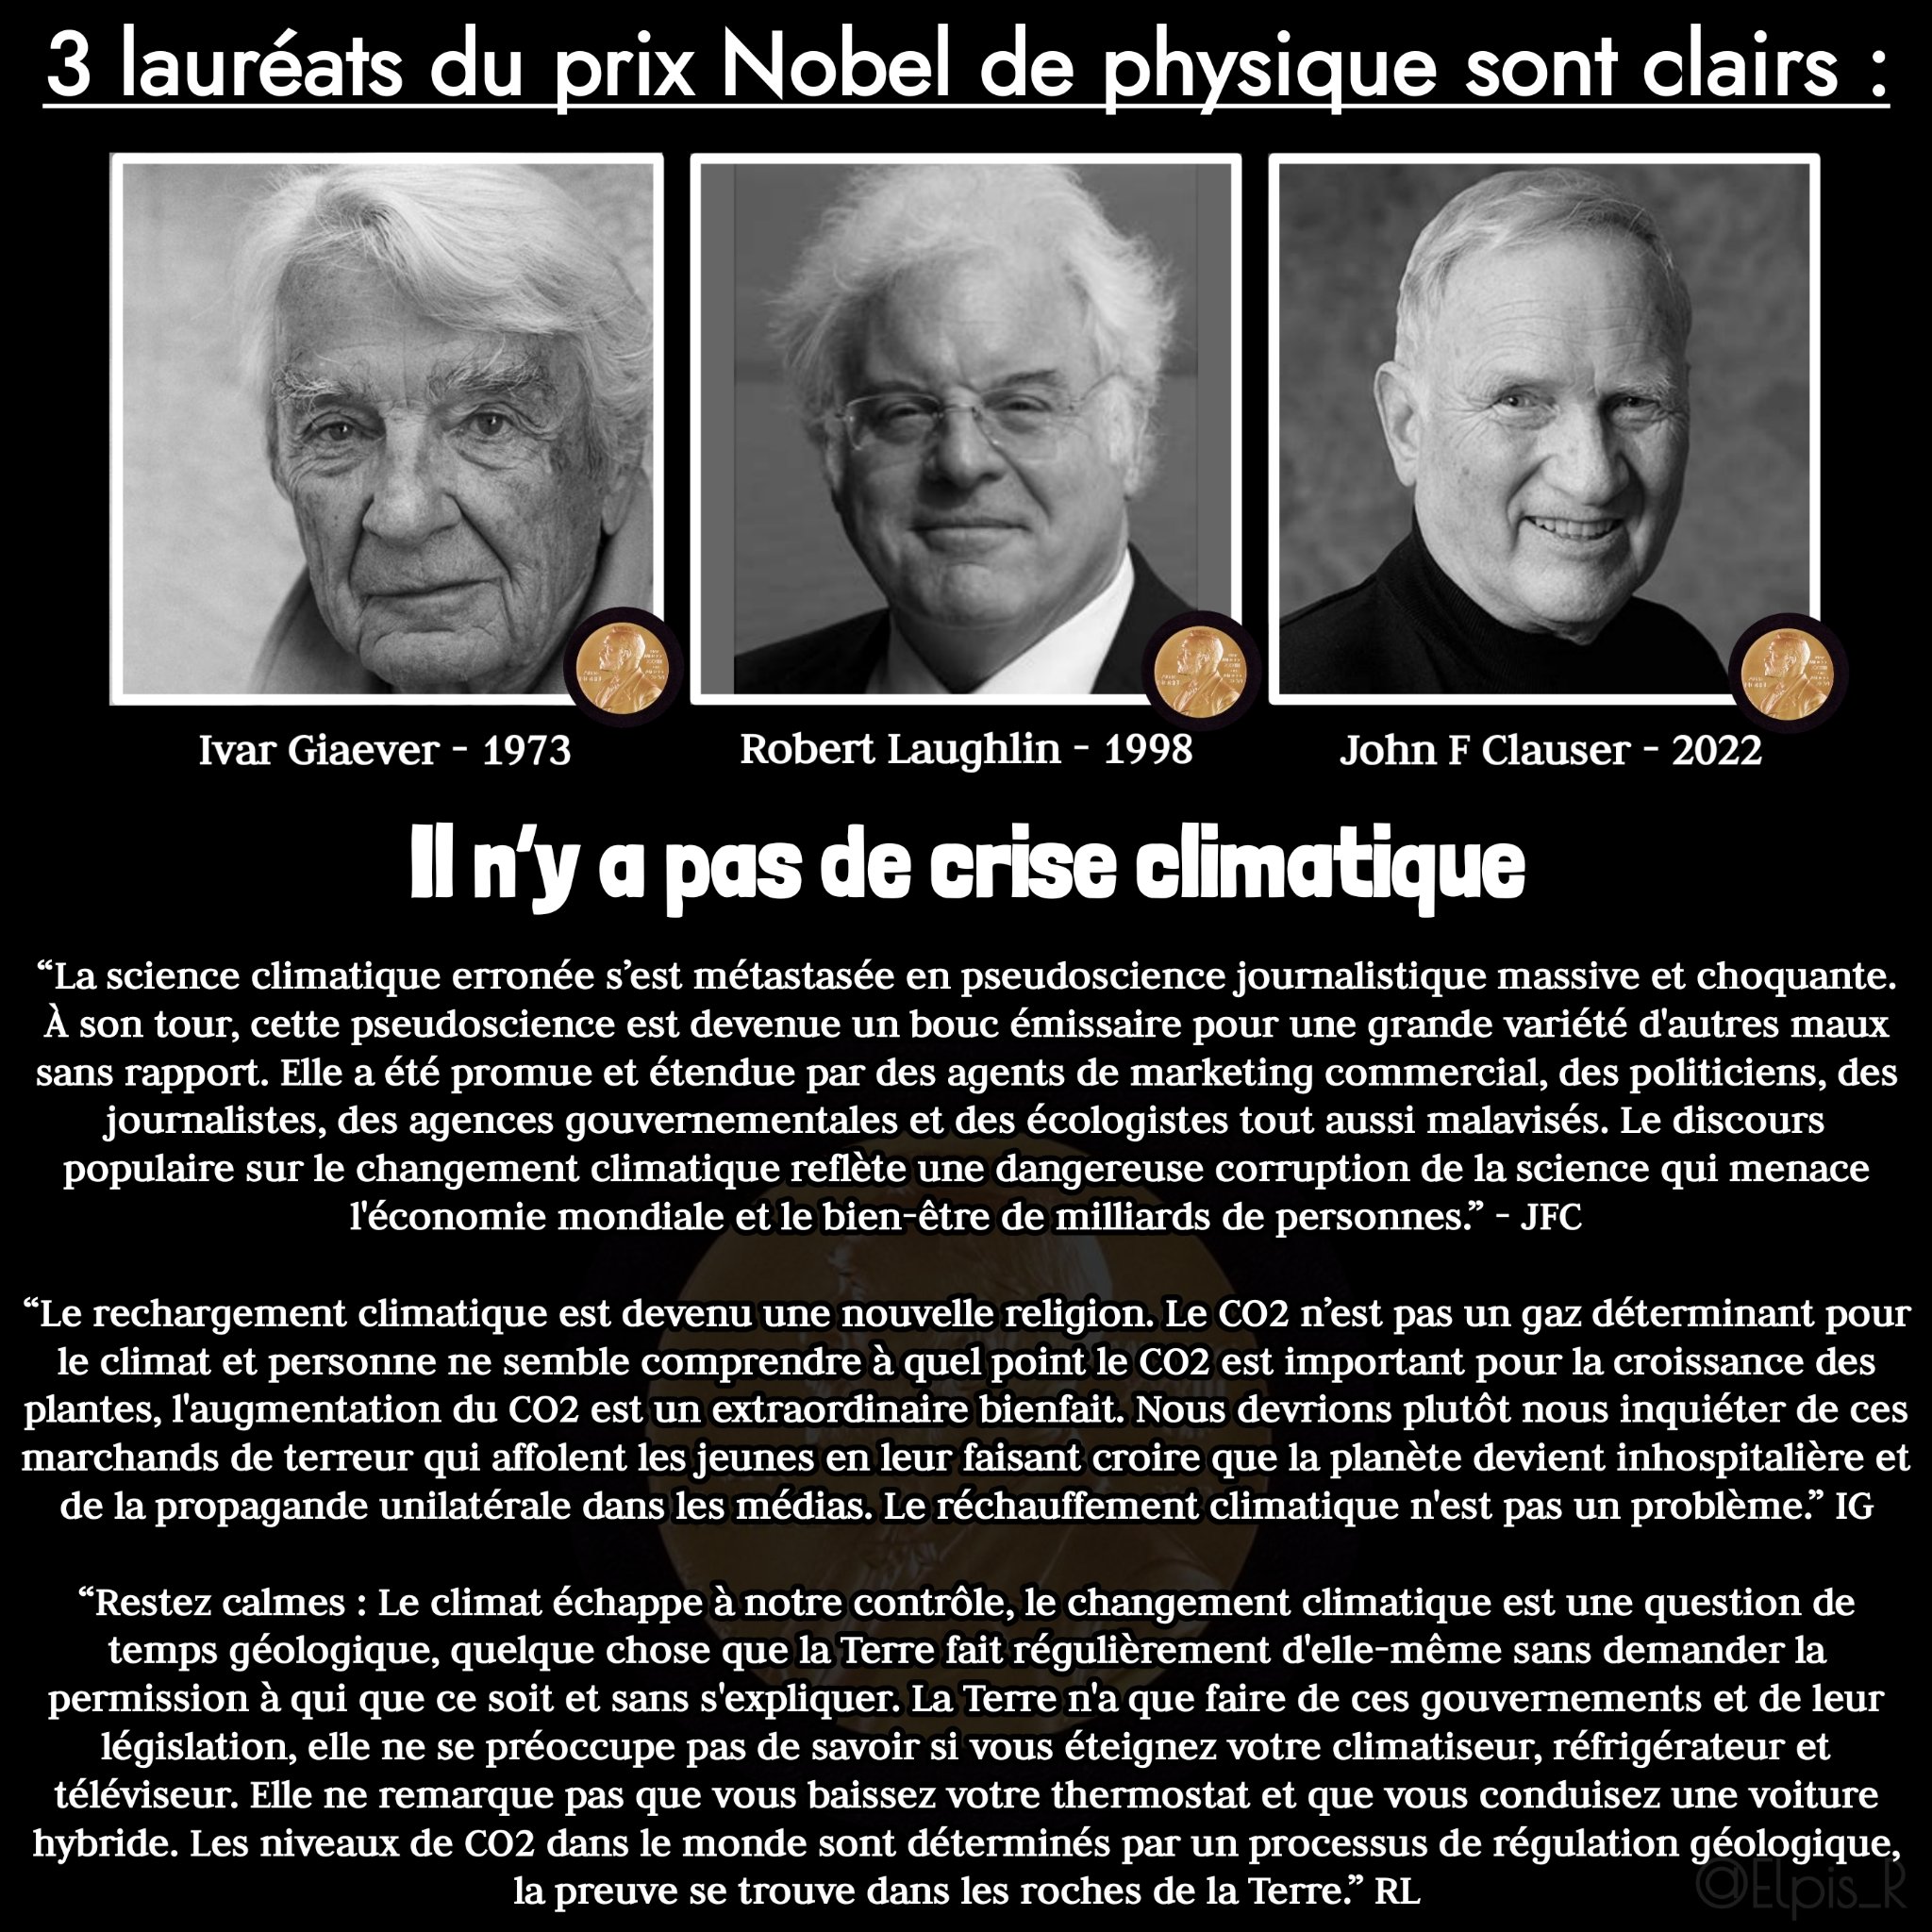 3 lauréats du prix Nobel de physique sont clairs :
Ivar Giaever - 1973
Robert Laughlin - 1998
John F Clauser - 2022
Il n'y a pas de crise climatique
“La science climatique erronée s’est métastasée en pseudoscience journalistique massive et choquante.
À son tour, cette pseudoscience est devenue un bouc émissaire pour une grande variété d'autres maux
sans rapport. Elle a été promue et étendue par des agents de marketing commercial, des politiciens, des
journalistes, des agences gouvernementales et des écologistes tout aussi malavisés. Le discours
populaire sur le changement climatique reflète une dangereuse corruption de la science qui menace
l'économie mondiale et le bien-être de milliards de personnes.” - JFC
“Le rechargement climatique est devenu une nouvelle religion. Le CO2 n’est pas un gaz déterminant pour
le climat et personne ne semble comprendre à quel point le CO2 est important pour la croissance des
plantes, l'augmentation du CO2 est un extraordinaire bienfait. Nous devrions plutôt nous inquiéter de ces
marchands de terreur qui affolent les jeunes en leur faisant croire que la planète devient inhospitalière et
de la propagande unilatérale dans les médias. Le réchauffement climatique n'est pas un problème.” IG
“Restez calmes : Le climat échappe à notre contrôle, le changement climatique est une question de
temps géologique, quelque chose que la Terre fait régulièrement d'elle-même sans demander la
permission à qui que ce soit et sans s'expliquer. La Terre n'a que faire de ces gouvernements et de leur
législation, elle ne se préoccupe pas de savoir si vous éteignez votre climatiseur, réfrigérateur et
téléviseur. Elle ne remarque pas que vous baissez votre thermostat et que vous conduisez une voiture
hybride. Les niveaux de CO2 dans le monde sont déterminés par un processus de régulation géologique,
la preuve se trouve dans les roches de la Terre.” RL
@Elpis_R